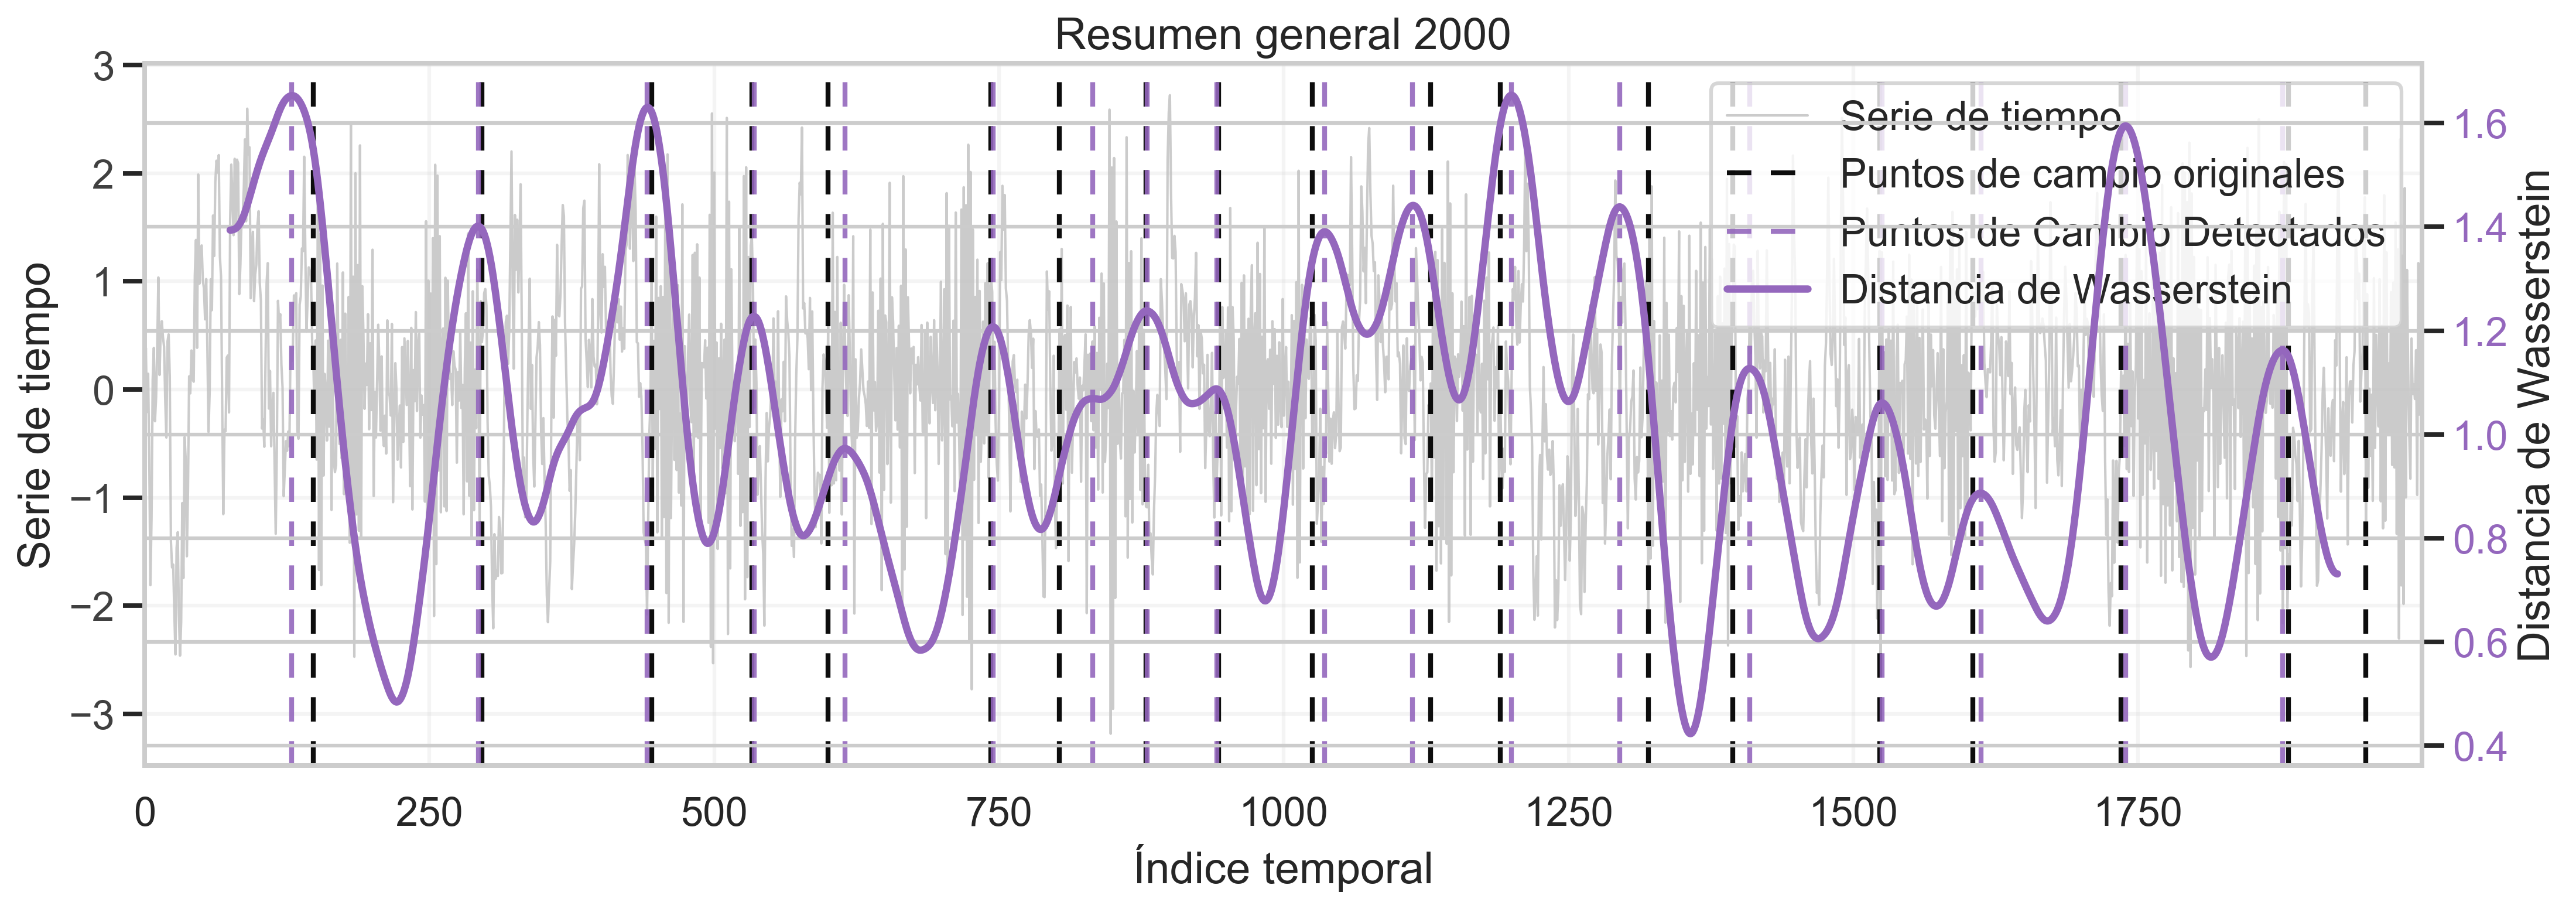 Resumen general 2000
Serie de tiempo
3
2
1
0
−1
−2
−3
Serie de tiempo
Puntos de cambio originales
Puntos de Cambio Detectados
Distancia de Wasserstein
1.6
1.4
1.2
1.0
0.8
0.6
0.4
Distancia de Wasserstein
0 250 500 750 1000 1250 1500 1750
Índice temporal